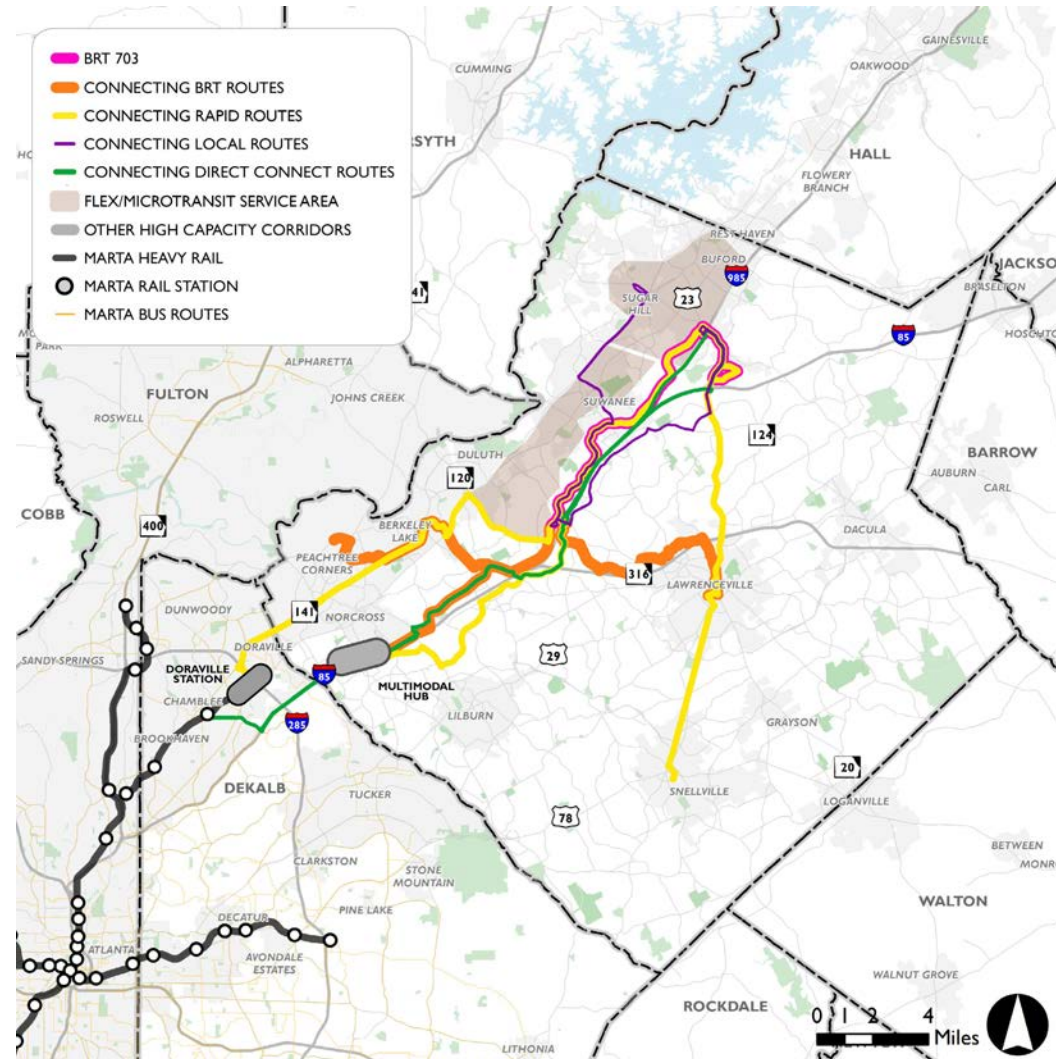 BRT 703
CONNECTING BRT ROUTES
CONNECTING RAPID ROUTES
CONNECTING LOCAL ROUTES
CONNECTING DIRECT CONNECT ROUTES
FLEX/MICROTRANSIT SERVICE AREA
OTHER HIGH CAPACITY CORRIDORS
MARTA HEAVY RAIL
MARTA RAIL STATION
MARTA BUS ROUTES
GAINESVILLE
CUMMING
OAKWOOD
SYTH
HALL
FLOWERY
BRANCH
REST HAVEN
BUFORD
985
JACKSON
BRASELTON
41
SUGAR
HILL
23
HOSCHTO
85
PARK
ALPHARETTA
FULTON
JOHNS CREEK
ROSWELL
SUWANEE
124
DULUTH
120
BARROW
AUBURN
CARL
COBB
400
BERKELEY
LAKE
DACULA
PEACHTREE
CORNERS
316
LAWRENCEVILLE
DUNWOODY
141
NORCROSS
SANDY SPRINGS
DORAVILLE
DORAVILLE
STATION
85
MULTIMODAL
HUB
29
CHAMBLEE
285
LILBURN
GRAYSON
BROOKHAVEN
20
DEKALB
TUCKER
SNELLVILLE
LOGANVILLE
78
BETWEEN
MONR
CLARKSTON
STONE
MOUNTAIN
DECATUR
PINE LAKE
WALTON
ATLANTA
AVONDALE
ESTATES
WALNUT GROVE
ROCKDALE
0 1 2 4
Miles
LITHONIA